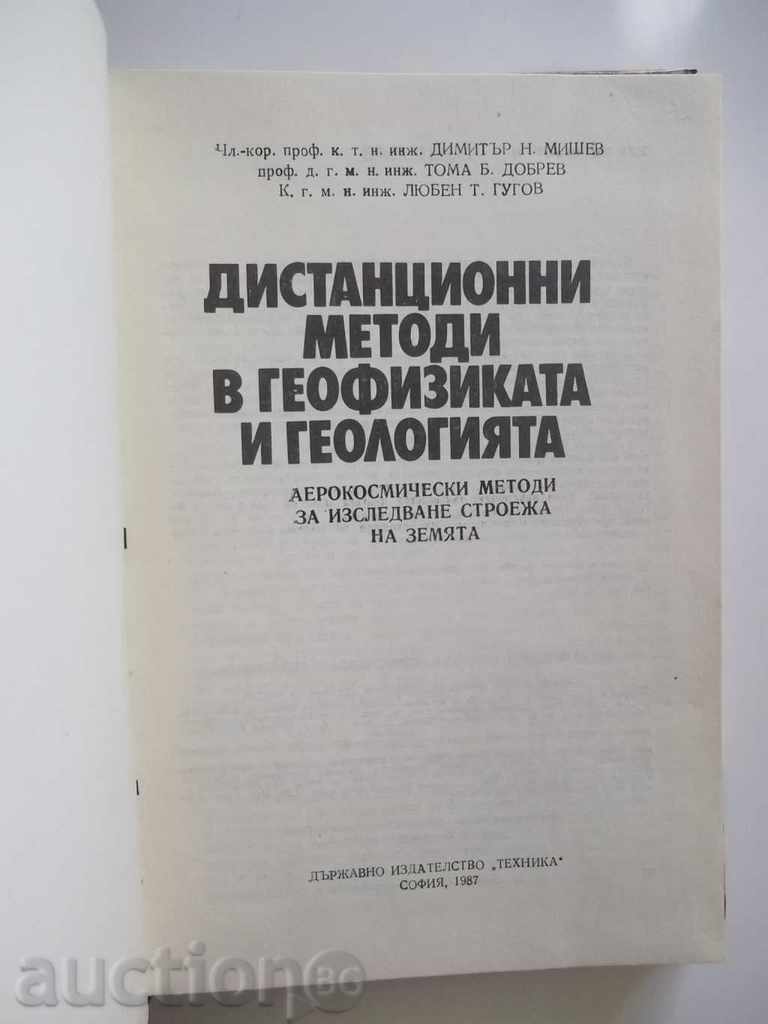 Чл.-кор. проф. к. т. н. инж. ДИМИТЪР Н. МИШЕВ
проф. д. г. м. н. инж. ТОМА Б. ДОБРЕВ
К. г. м. н. инж. ЛЮБЕН Т. ГУГОВ
ДИСТАНЦИОННИ
МЕТОДИ
В ГЕОФИЗИКАТА
И ГЕОЛОГИЯТА
АЕРОКОСМИЧЕСКИ МЕТОДИ
ЗА ИЗСЛЕДВАНЕ СТРОЕЖА
НА ЗЕМЯТА
ДЪРЖАВНО ИЗДАТЕЛСТВО „ТЕХНИКА“
СОФИЯ, 1987
auction BG